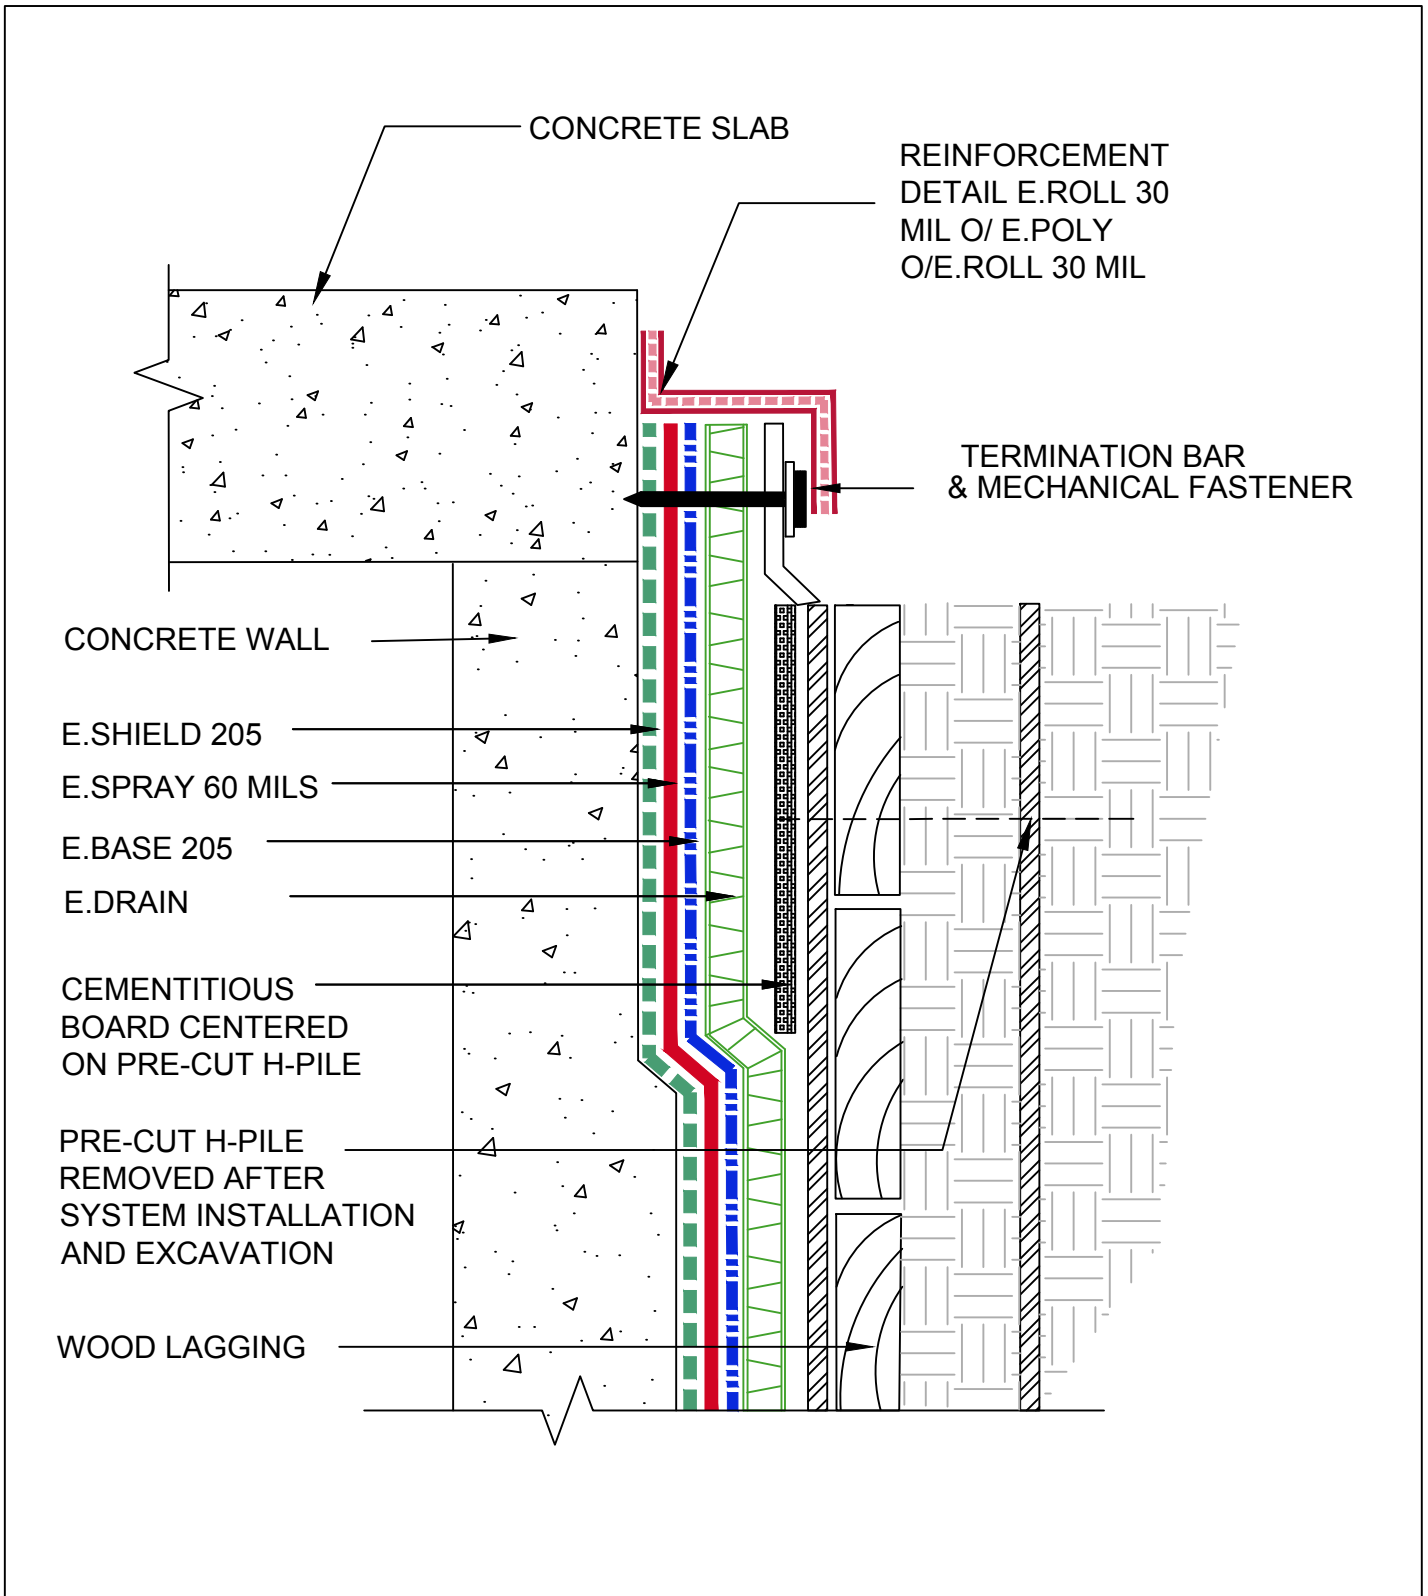 CONCRETE SLAB
REINFORCEMENT
DETAIL E.ROLL 30
MIL O/ E.POLY
O/E.ROLL 30 MIL
TERMINATION BAR
& MECHANICAL FASTENER
CONCRETE WALL
E.SHIELD 205
E.SPRAY 60 MILS
E.BASE 205
E.DRAIN
CEMENTITIOUS
BOARD CENTERED
ON PRE-CUT H-PILE
PRE-CUT H-PILE
REMOVED AFTER
SYSTEM INSTALLATION
AND EXCAVATION
WOOD LAGGING